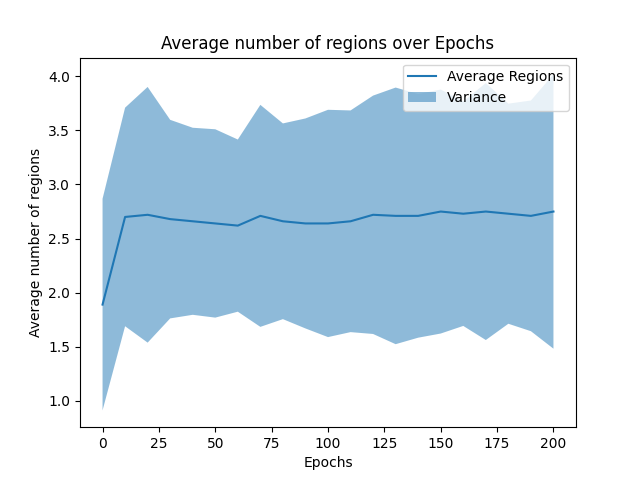 Average number of regions over Epochs
Average number of regions
4.0
3.5
3.0
2.5
2.0
1.5
1.0
Average Regions
Variance
0 25 50 75 100 125 150 175 200
Epochs